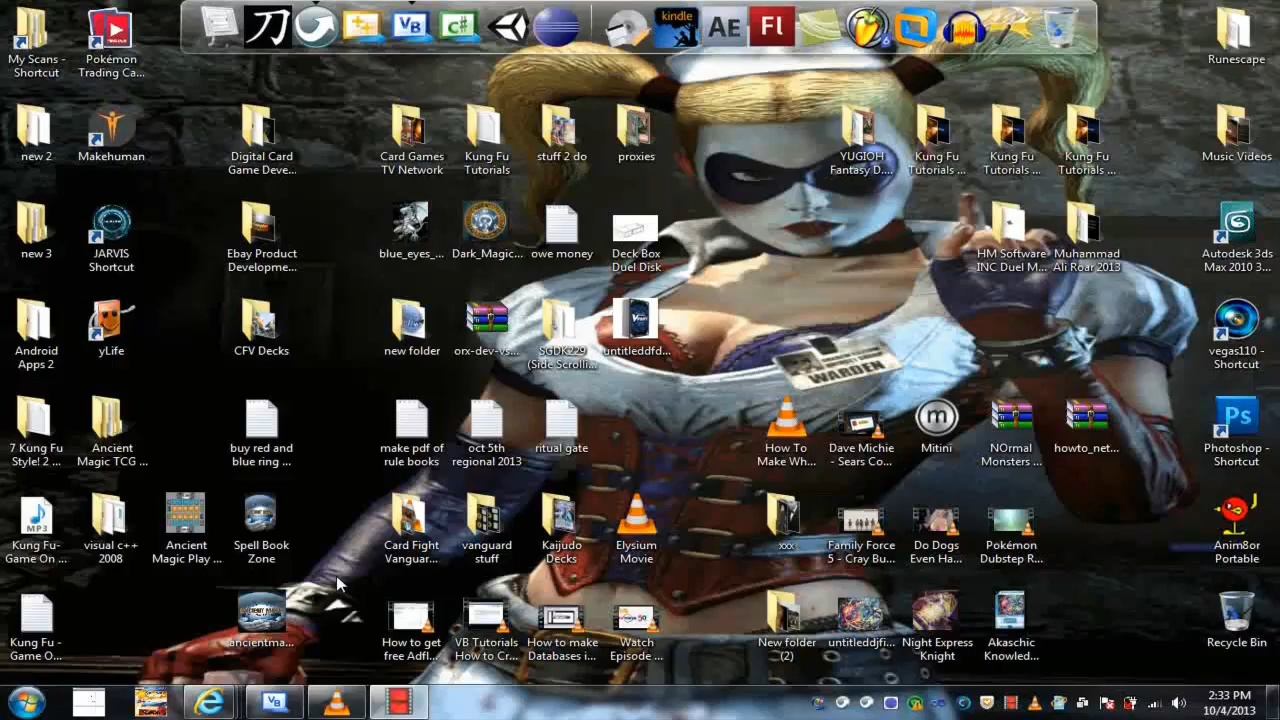 刀
VB
C#
kindle
AE
Fl
6
My Scans -
Shortcut
Pokémon
Trading Ca...
Runescape
new 2
Makehuman
Digital Card
Game Deve...
Card Games
TV Network
Kung Fu
Tutorials
stuff 2 do
proxies
YUGIOH
Fantasy D....
Kung Fu
Tutorials ...
Kung Fu
Tutorials ...
Kung Fu
Tutorials ...
Music Videos
new 3
JARVIS
Shortcut
Ebay Product
Developme...
blue_eyes_...
Dark_Magic...
owe money
Deck Box
Duel Disk
HM Software
INC Duel M...
Muhammad
Ali Roar 2013
Autodesk 3ds
Max 2010 3...
Android
Apps 2
yLife
CFV Decks
new folder
orx-dev-vs...
SGDK229
(Side Scrolli...
untitleddfd...
WARDEN
vegas110 -
Shortcut
7 Kung Fu
Style! 2 ...
Ancient
Magic TCG ...
buy red and
blue ring ...
make pdf of
rule books
oct 5th
regional 2013
ritual gate
How To
Make Wh...
Dave Michie
- Sears Co...
m
Mitini
NOrmal
Monsters ...
howto_net...
Ps
Photoshop -
Shortcut
MP3
Kung Fu-
Game On ...
visual c++
2008
Ancient
Magic Play ...
Spell Book
Zone
Card Fight
Vanguar...
vanguard
stuff
Kaijudo
Decks
Elysium
Movie
xxx
Family Force
5 - Cray Bu...
Do Dogs
Even Ha...
Pokémon
Dubstep R...
Anim8or
Portable
Kung Fu -
Game O...
ancientma...
How to get
free Adfl...
VB Tutorials
How to Cr...
How to make
Databases i...
Watch
Episode ...
New folder
(2)
untitleddjfi...
Night Express
Knight
Akaschic
Knowled...
Recycle Bin
VB
2:33 PM
10/4/2013